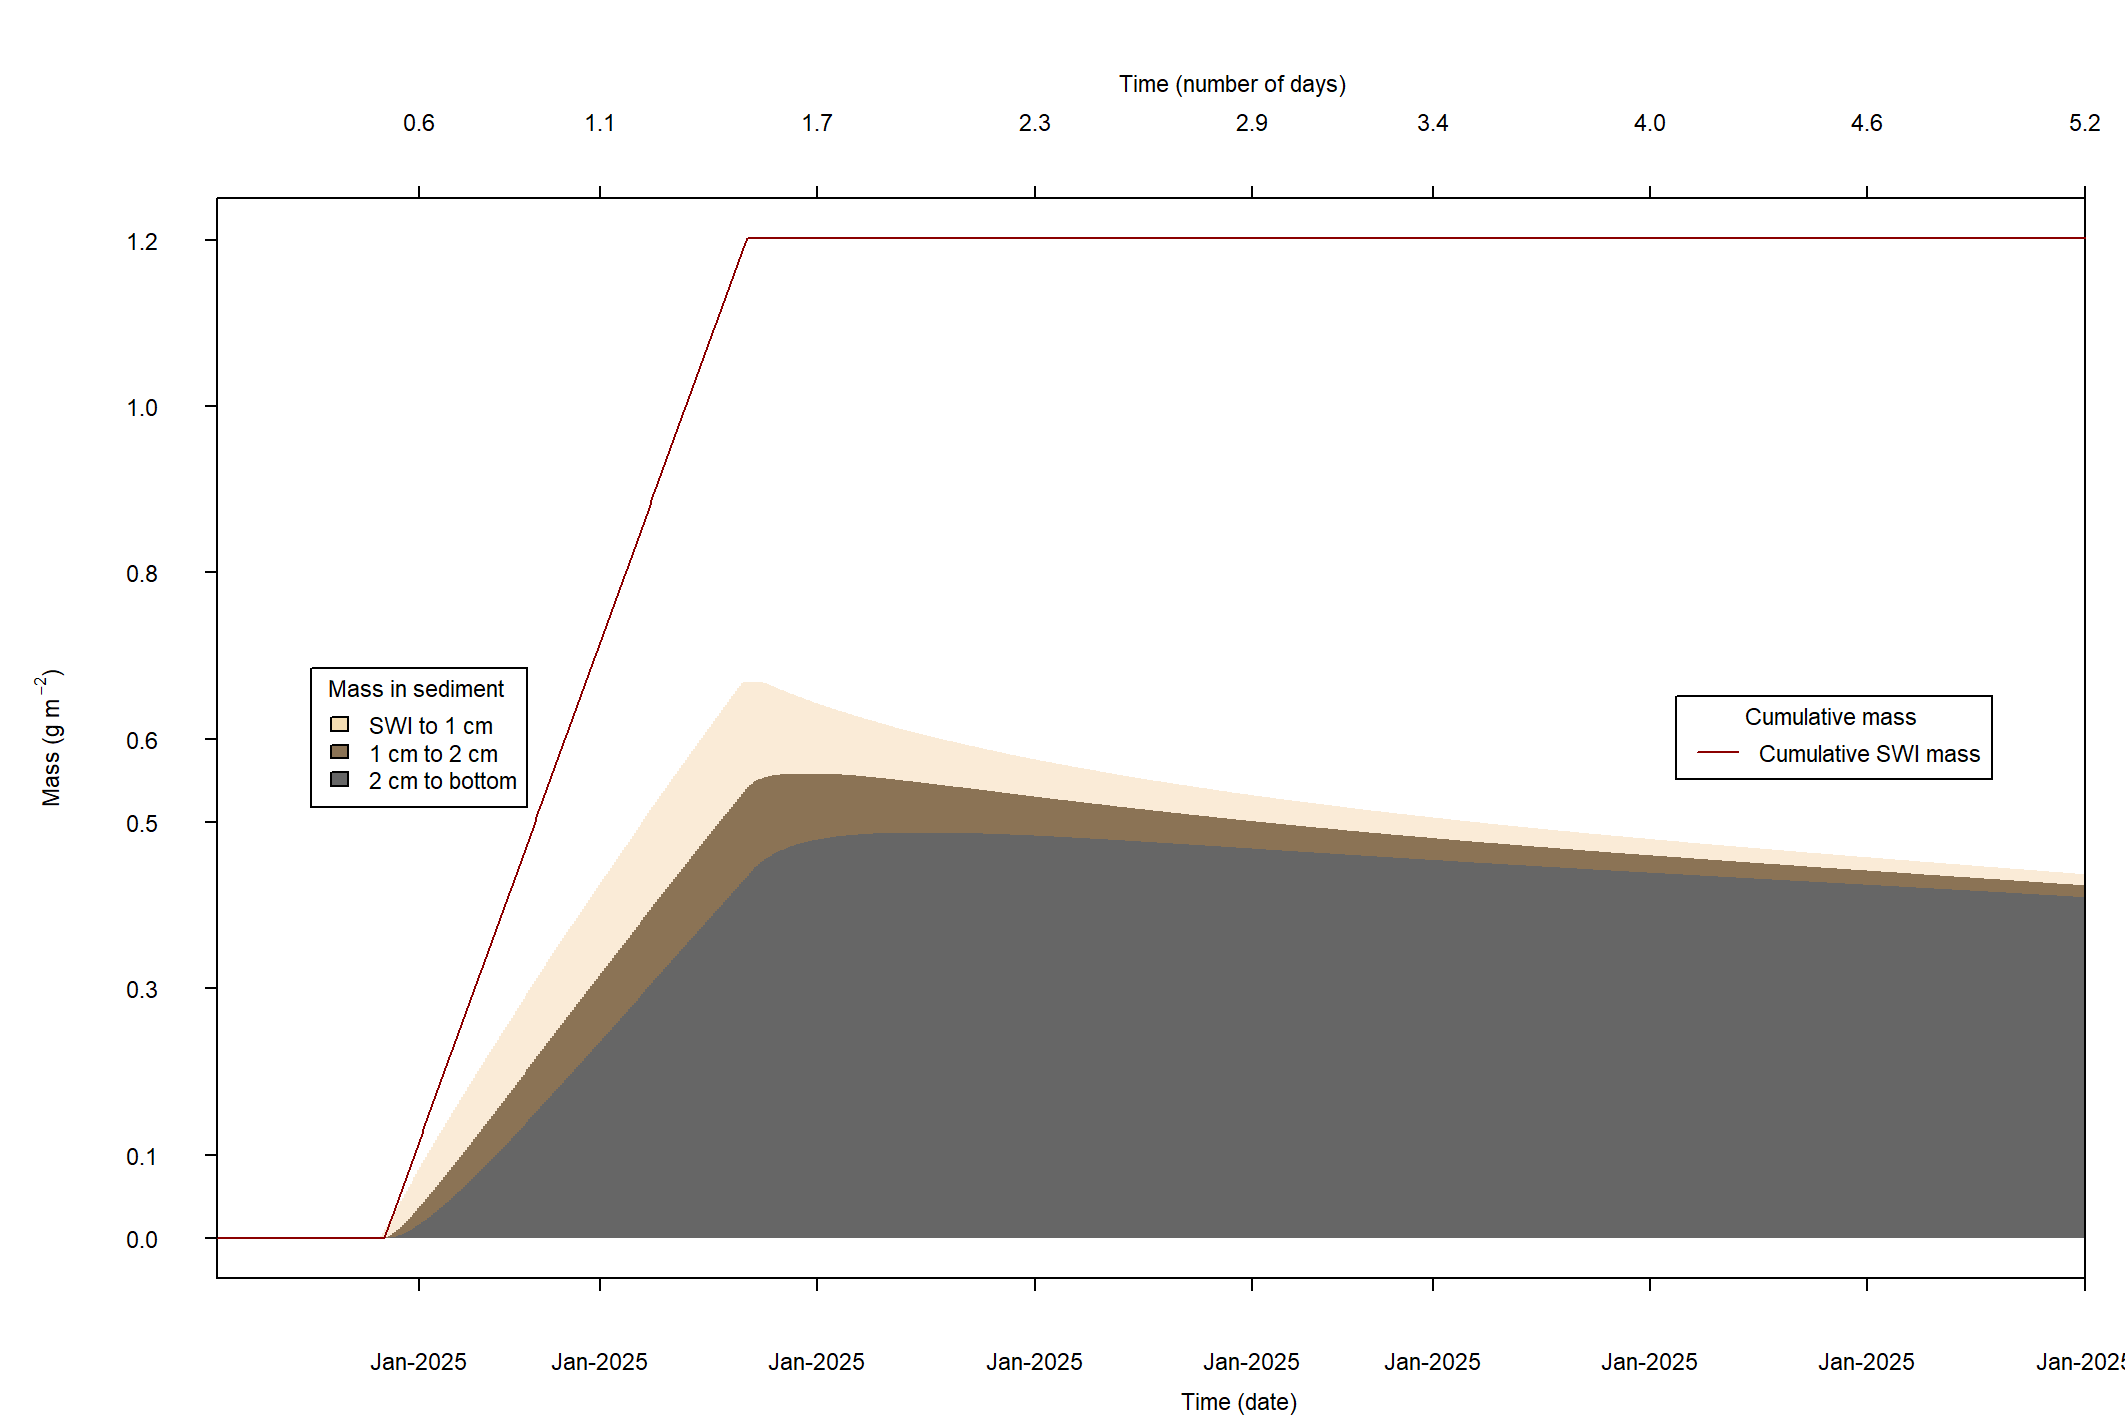 Time (number of days)
0.6 1.1 1.7 2.3 2.9 3.4 4.0 4.6 5.2
1.2
1.0
0.8
0.6
0.5
0.3
0.1
0.0
Mass (g m⁻²)
Mass in sediment
SWI to 1 cm
1 cm to 2 cm
2 cm to bottom
Cumulative mass
Cumulative SWI mass
Jan-2025 Jan-2025 Jan-2025 Jan-2025 Jan-2025 Jan-2025 Jan-2025 Jan-2025 Jan-2025
Time (date)